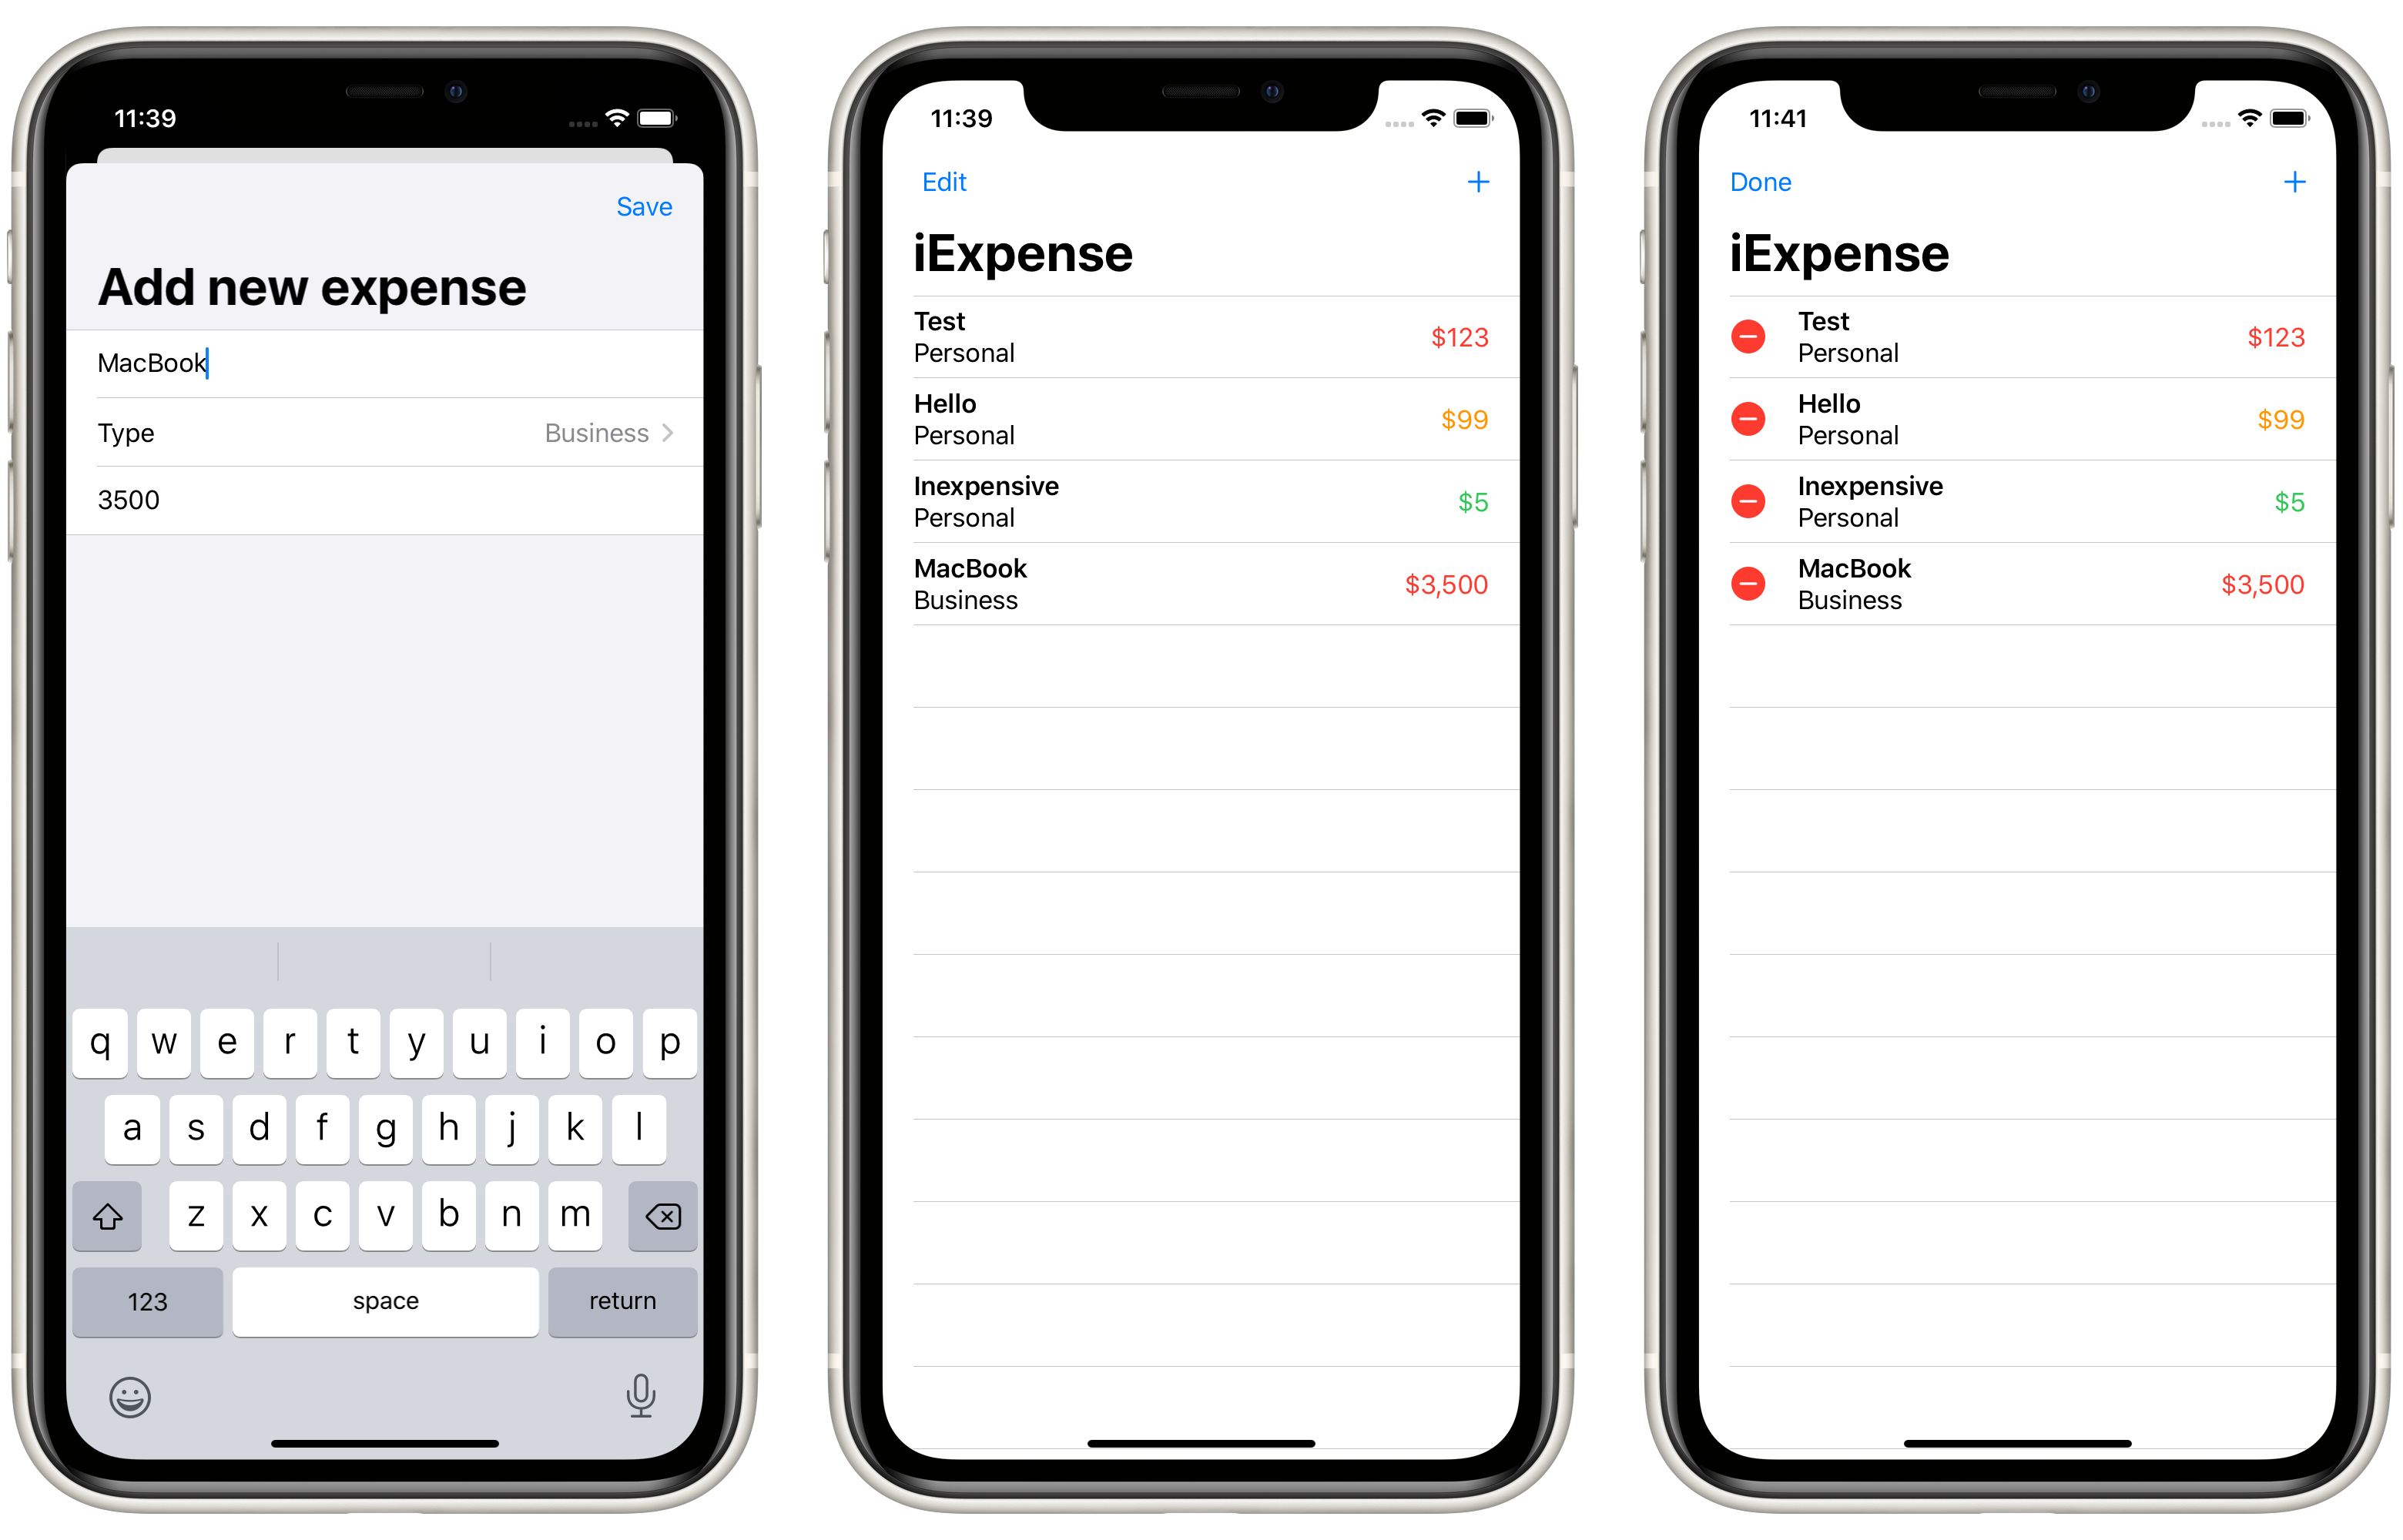 11:39
Save
Add new expense
MacBook
Type Business
3500
q w e r t y u i o p
a s d f g h j k l
z x c v b n m
123 space return
11:39
Edit +
iExpense
Test
Personal
$123
Hello
Personal
$99
Inexpensive
Personal
$5
MacBook
Business
$3,500
11:41
Done +
iExpense
Test
Personal
$123
Hello
Personal
$99
Inexpensive
Personal
$5
MacBook
Business
$3,500